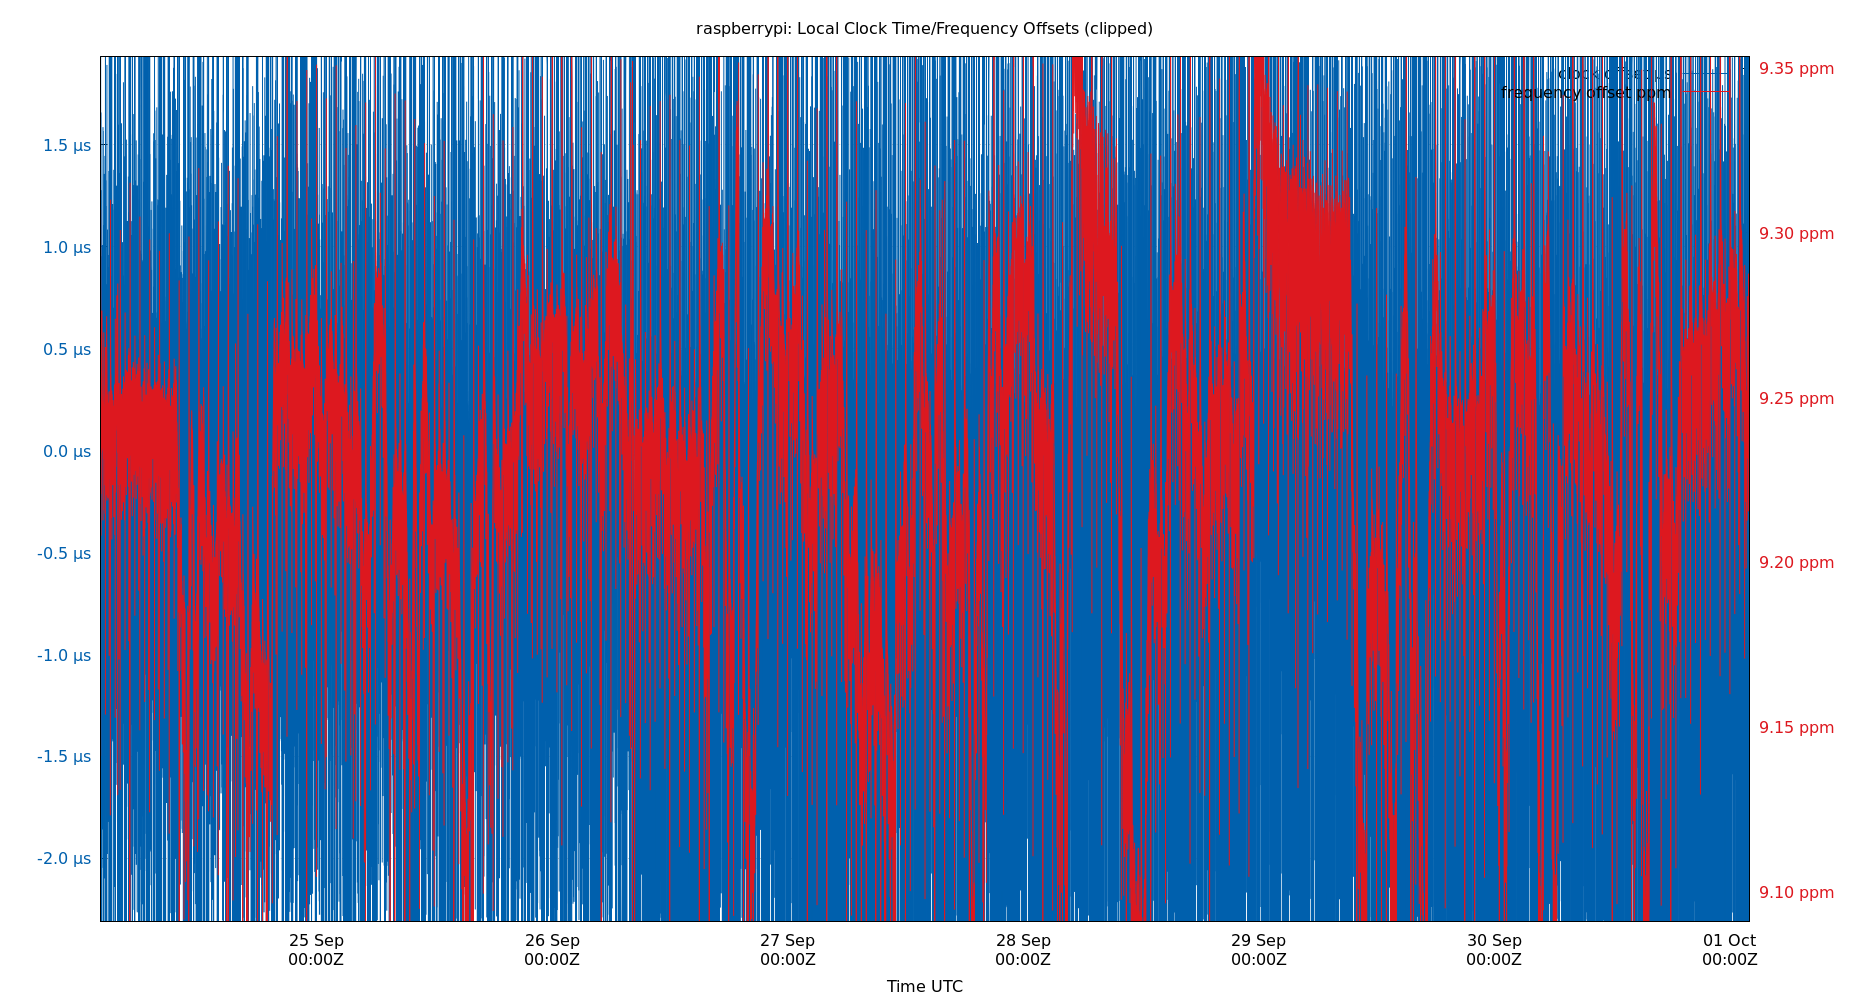 raspberrypi: Local Clock Time/Frequency Offsets (clipped)
clock offset µs
frequency offset ppm
1.5 µs
1.0 µs
0.5 µs
0.0 µs
-0.5 µs
-1.0 µs
-1.5 µs
-2.0 µs
9.35 ppm
9.30 ppm
9.25 ppm
9.20 ppm
9.15 ppm
9.10 ppm
25 Sep
00:00Z
26 Sep
00:00Z
27 Sep
00:00Z
28 Sep
00:00Z
29 Sep
00:00Z
30 Sep
00:00Z
01 Oct
00:00Z
Time UTC